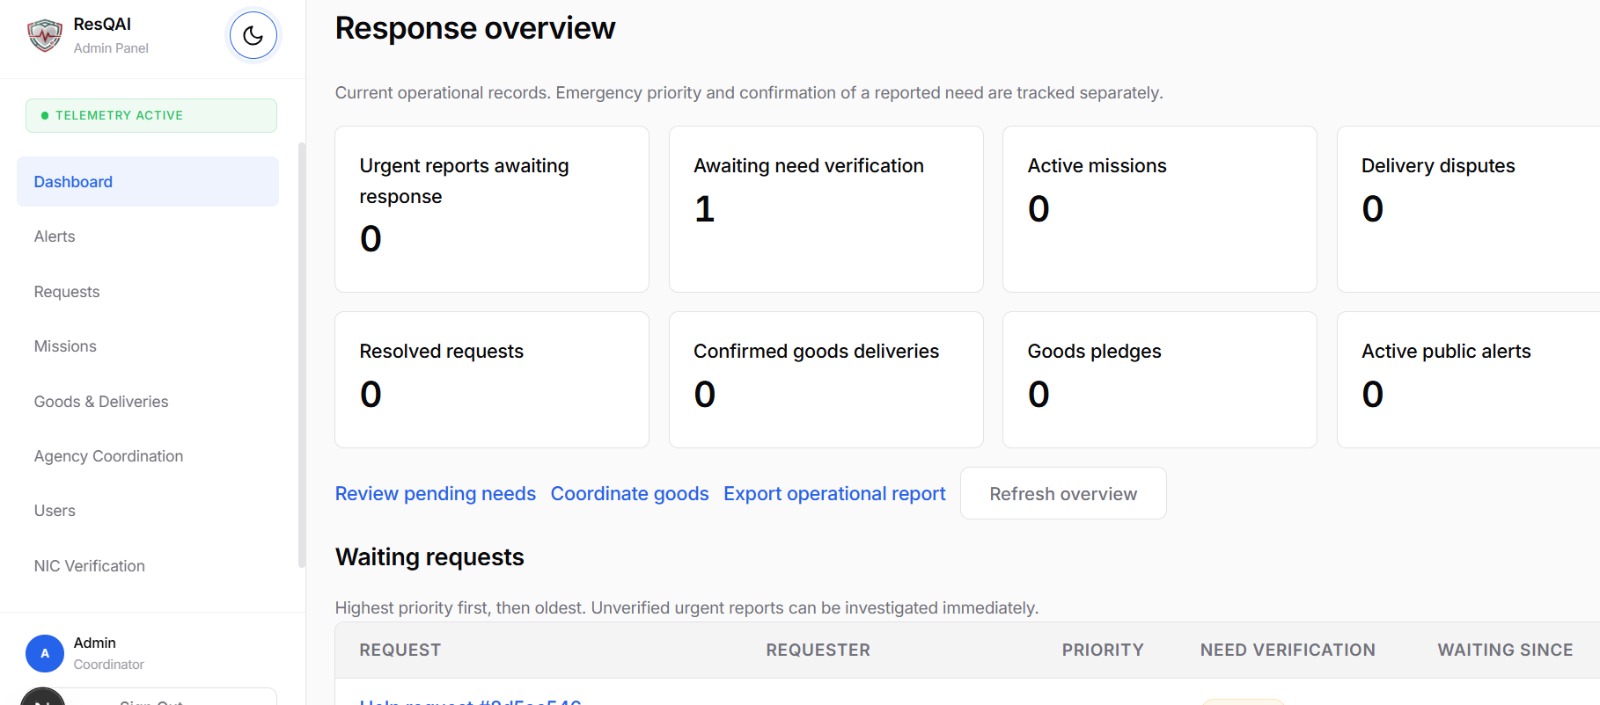 ResQAI
Admin Panel
TELEMETRY ACTIVE
Dashboard
Alerts
Requests
Missions
Goods & Deliveries
Agency Coordination
Users
NIC Verification
A
Admin
Coordinator
Sign Out
Response overview
Current operational records. Emergency priority and confirmation of a reported need are tracked separately.
Urgent reports awaiting
response
0
Awaiting need verification
1
Active missions
0
Delivery disputes
0
Resolved requests
0
Confirmed goods deliveries
0
Goods pledges
0
Active public alerts
0
Review pending needs Coordinate goods Export operational report Refresh overview
Waiting requests
Highest priority first, then oldest. Unverified urgent reports can be investigated immediately.
REQUEST REQUESTER PRIORITY NEED VERIFICATION WAITING SINCE
Help request